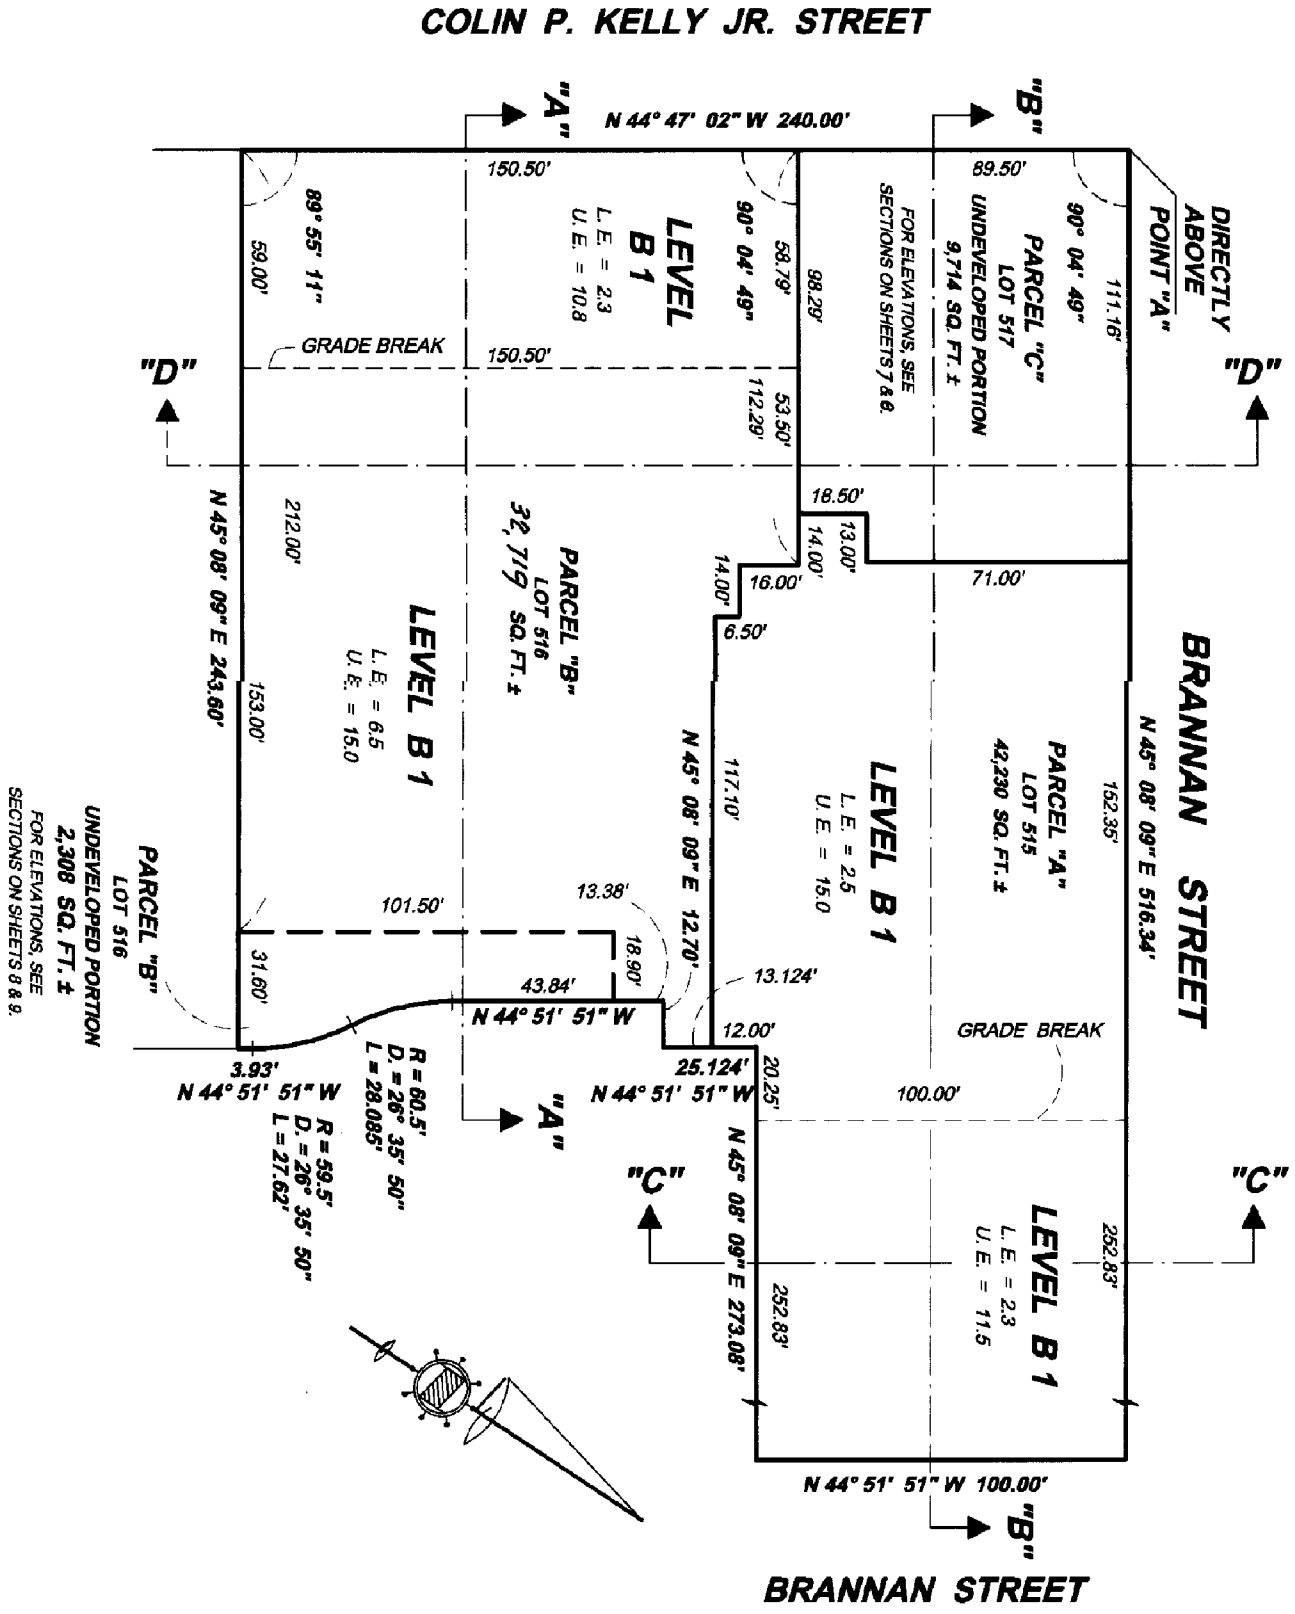 COLIN P. KELLY JR. STREET
"A"
N 44° 47' 02" W 240.00'
"B"
150.50'
89.50'
DIRECTLY
ABOVE
POINT "A"
89° 55' 11"
59.00'
LEVEL
B 1
L. E. = 2.3
U. E. = 10.8
90° 04' 49"
58.79'
98.29'
FOR ELEVATIONS, SEE
SECTIONS ON SHEETS 7 & 8.
PARCEL "C"
LOT 517
UNDEVELOPED PORTION
9,714 SQ. FT. ±
90° 04' 49"
111.16'
GRADE BREAK
150.50'
"D"
"D"
53.50'
112.29'
N 45° 08' 09" E 243.60'
212.00'
PARCEL "B"
LOT 516
32,719 SQ. FT. ±
18.50'
13.00'
14.00'
14.00'
16.00'
71.00'
6.50'
LEVEL B 1
L. E. = 6.5
U. E. = 15.0
153.00'
N 45° 08' 09" E 12.70'
117.10'
LEVEL B 1
L. E. = 2.5
U. E. = 15.0
PARCEL "A"
LOT 515
42,230 SQ. FT. ±
152.35'
N 45° 08' 09" E 516.34'
BRANNAN STREET
PARCEL "B"
LOT 516
UNDEVELOPED PORTION
2,308 SQ. FT. ±
FOR ELEVATIONS, SEE
SECTIONS ON SHEETS 8 & 9.
101.50'
13.38'
31.60'
18.90'
43.84'
N 44° 51' 51" W
13.124'
12.00'
GRADE BREAK
3.93'
N 44° 51' 51" W
25.124'
N 44° 51' 51" W
20.25'
100.00'
R = 60.5'
D. = 26° 35' 50"
L = 28.085'
R = 59.5'
D. = 26° 35' 50"
L = 27.62'
"A"
"C"
"C"
N 45° 08' 09" E 273.08'
252.83'
LEVEL B 1
L. E. = 2.3
U. E. = 11.5
252.83'
N 44° 51' 51" W 100.00'
"B"
BRANNAN STREET